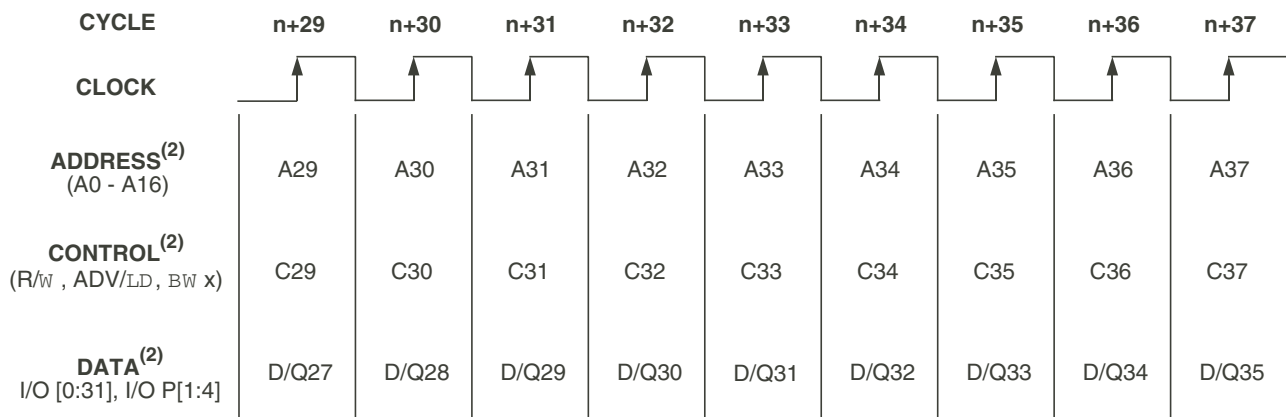 CYCLE n+29 n+30 n+31 n+32 n+33 n+34 n+35 n+36 n+37
CLOCK
ADDRESS(2)
(A0 - A16) A29 A30 A31 A32 A33 A34 A35 A36 A37
CONTROL(2)
(R/W , ADV/LD, BW x) C29 C30 C31 C32 C33 C34 C35 C36 C37
DATA(2)
I/O [0:31], I/O P[1:4] D/Q27 D/Q28 D/Q29 D/Q30 D/Q31 D/Q32 D/Q33 D/Q34 D/Q35